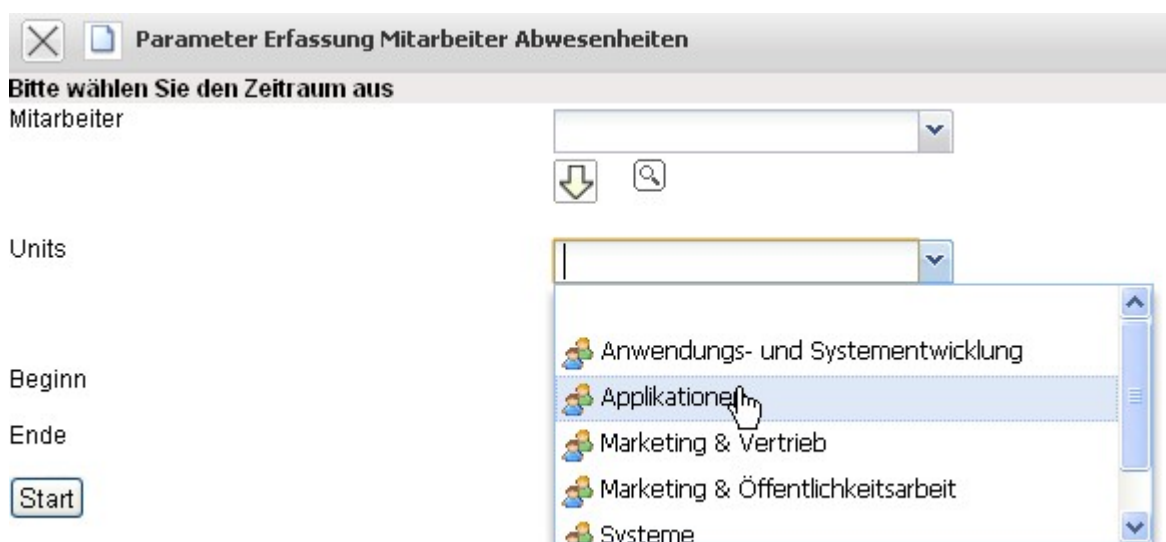 Parameter Erfassung Mitarbeiter Abwesenheiten
Bitte wählen Sie den Zeitraum aus
Mitarbeiter
Units
Anwendungs- und Systementwicklung
Beginn
Applikationen
Ende
Marketing & Vertrieb
Marketing & Öffentlichkeitsarbeit
Start
Systeme